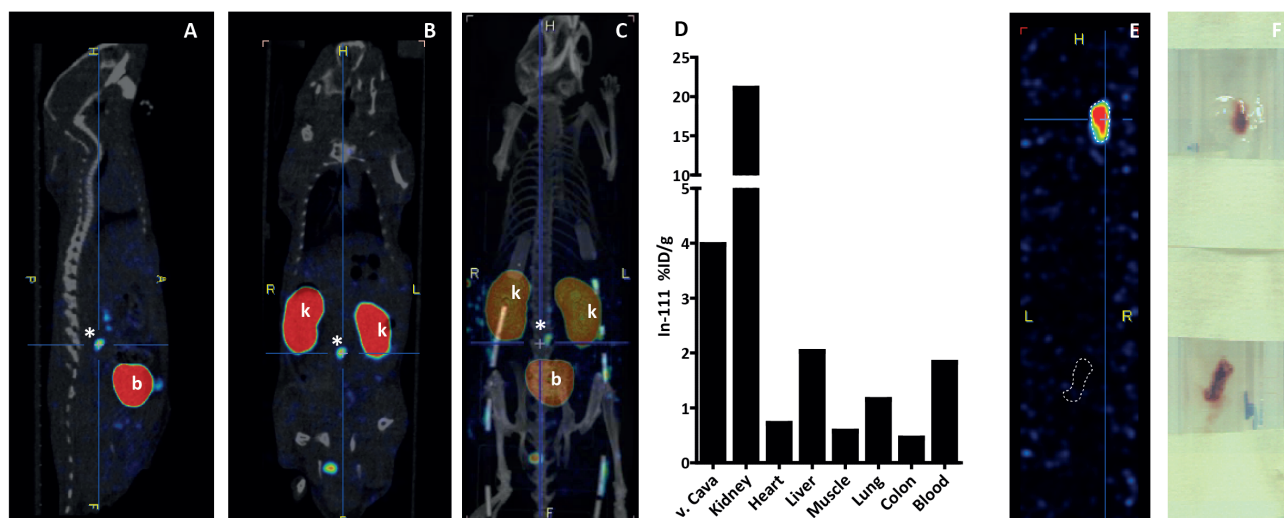 A
H
P
A
*
b
F
B
H
R
L
k
k
*
C
H
R
L
k
k
*
b
F
D
In-111 %ID/g
25
20
15
10
5
4
3
2
1
0
v. Cava
Kidney
Heart
Liver
Muscle
Lung
Colon
Blood
E
H
L
R
F